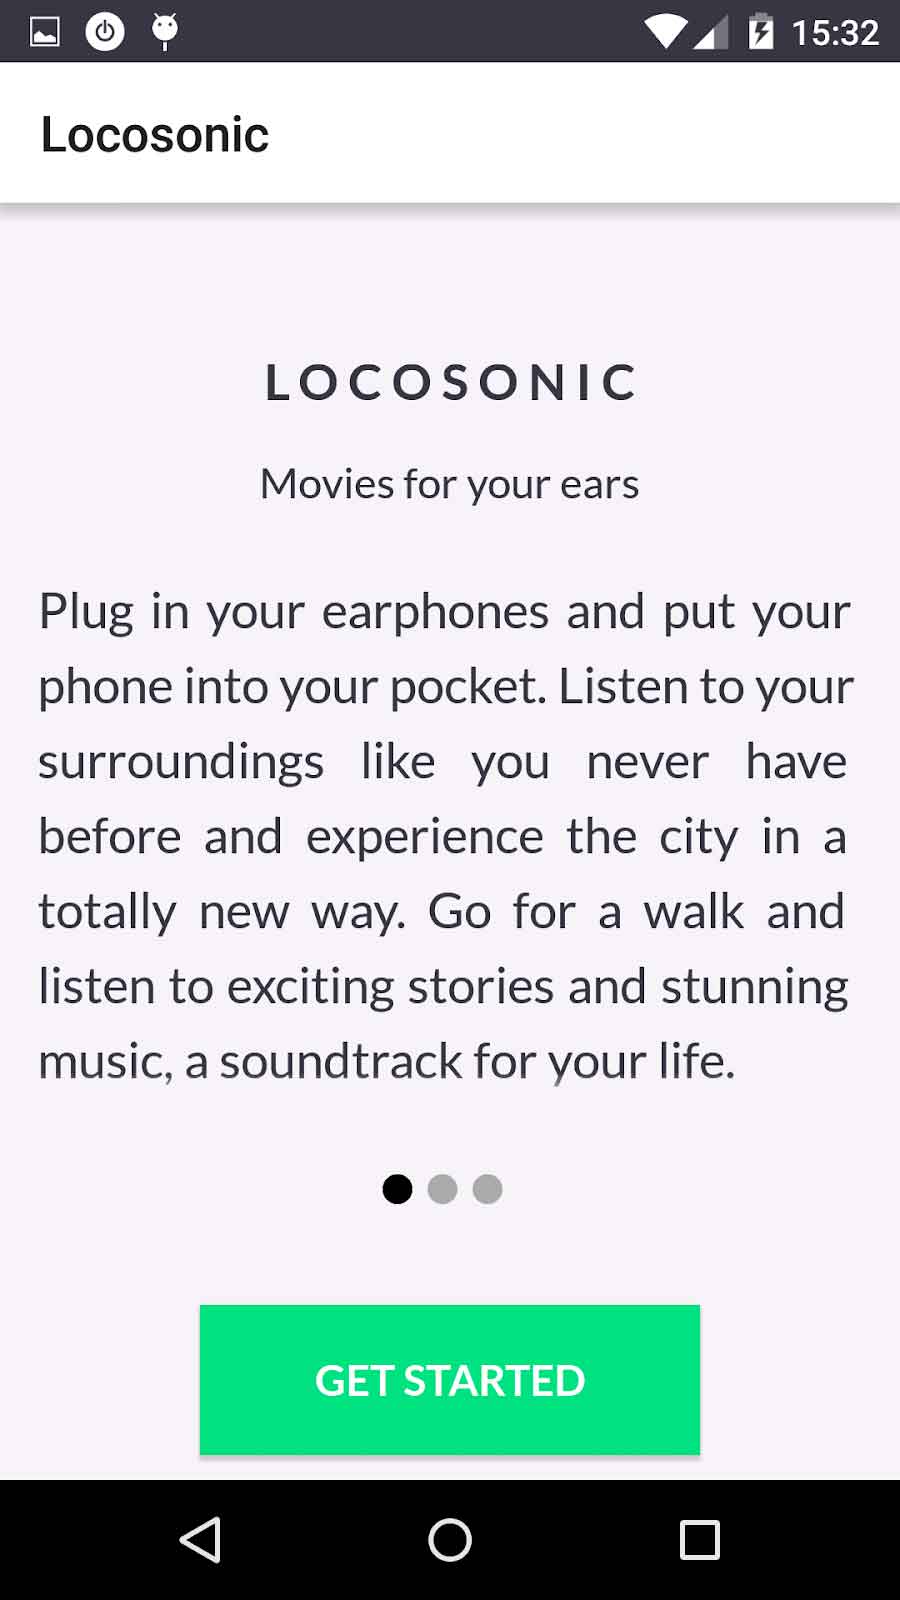 15:32
Locosonic
LOCOSONIC
Movies for your ears
Plug in your earphones and put your
phone into your pocket. Listen to your
surroundings like you never have
before and experience the city in a
totally new way. Go for a walk and
listen to exciting stories and stunning
music, a soundtrack for your life.
GET STARTED